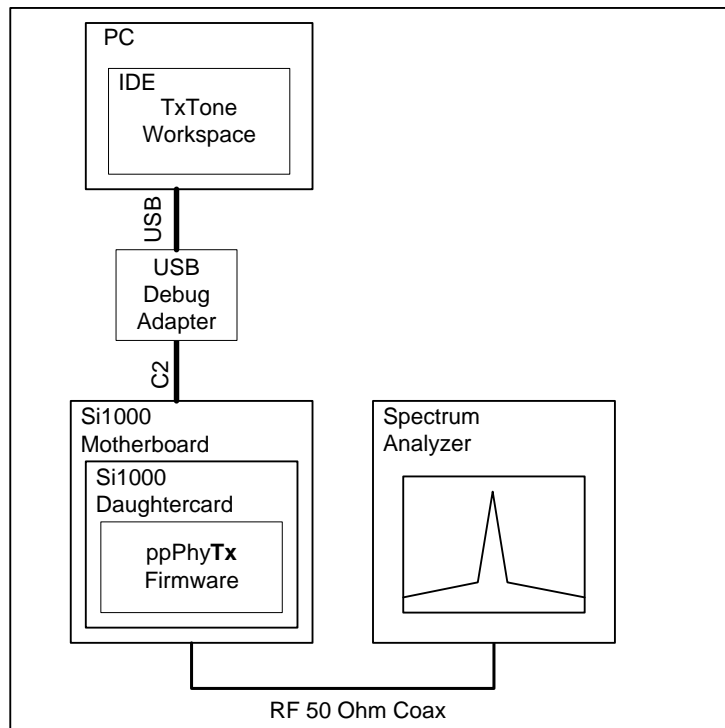 PC
IDE
TxTone
Workspace
USB
USB
Debug
Adapter
C2
Si1000
Motherboard
Si1000
Daughtercard
ppPhyTx
Firmware
Spectrum
Analyzer
RF 50 Ohm Coax